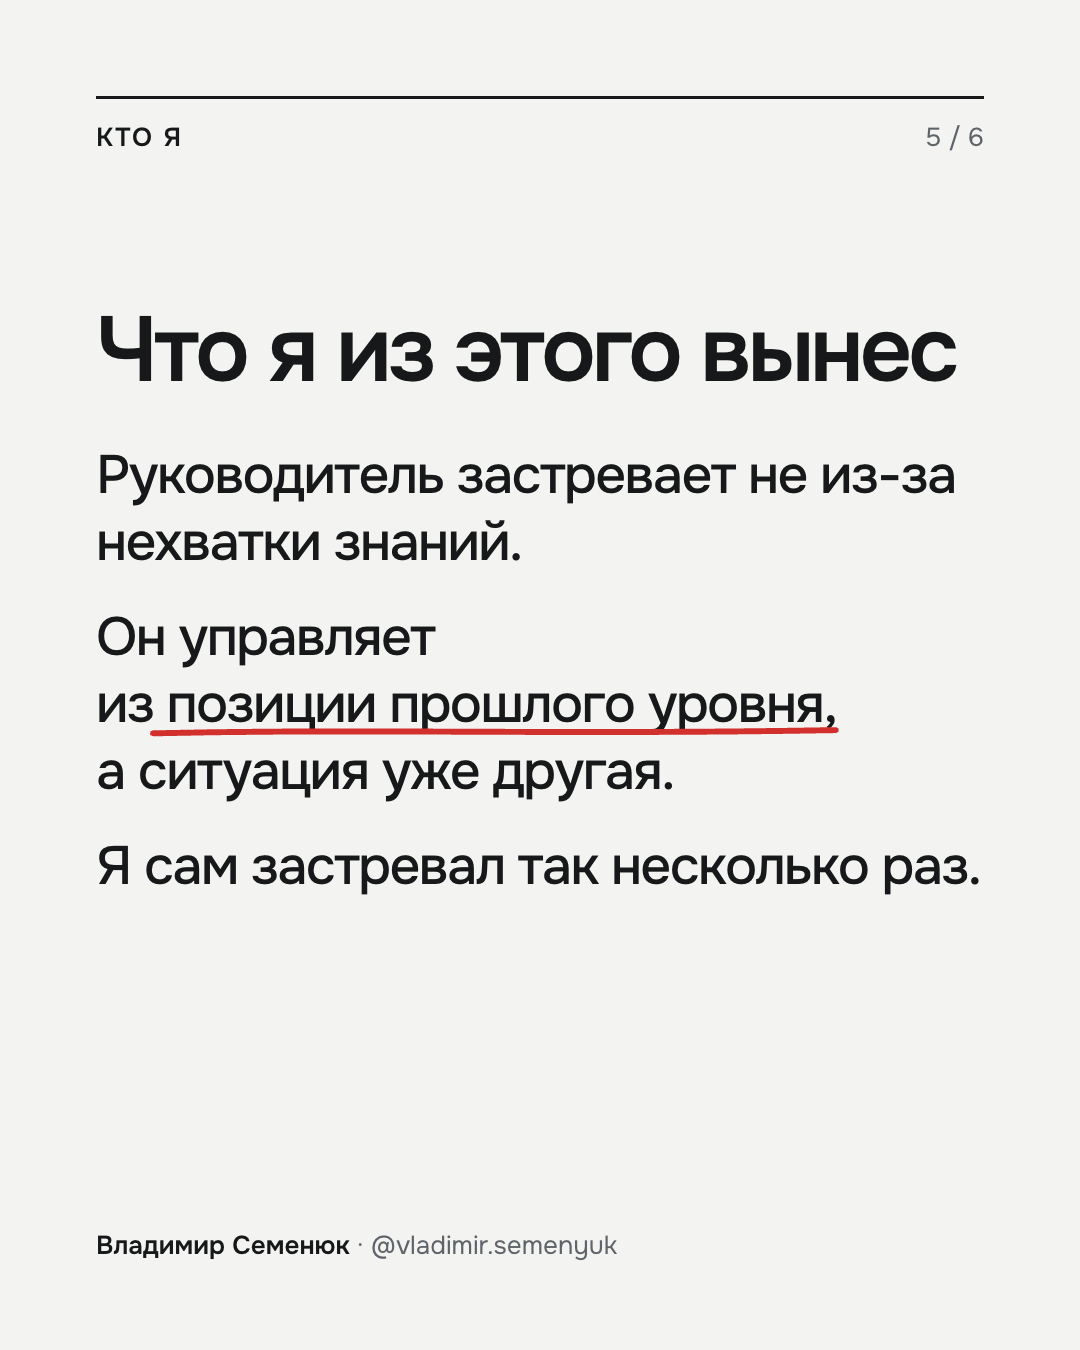 КТО Я
5 / 6
Что я из этого вынес
Руководитель застревает не из-за
нехватки знаний.
Он управляет
из позиции прошлого уровня,
а ситуация уже другая.
Я сам застревал так несколько раз.
Владимир Семенюк · @vladimir.semenyuk